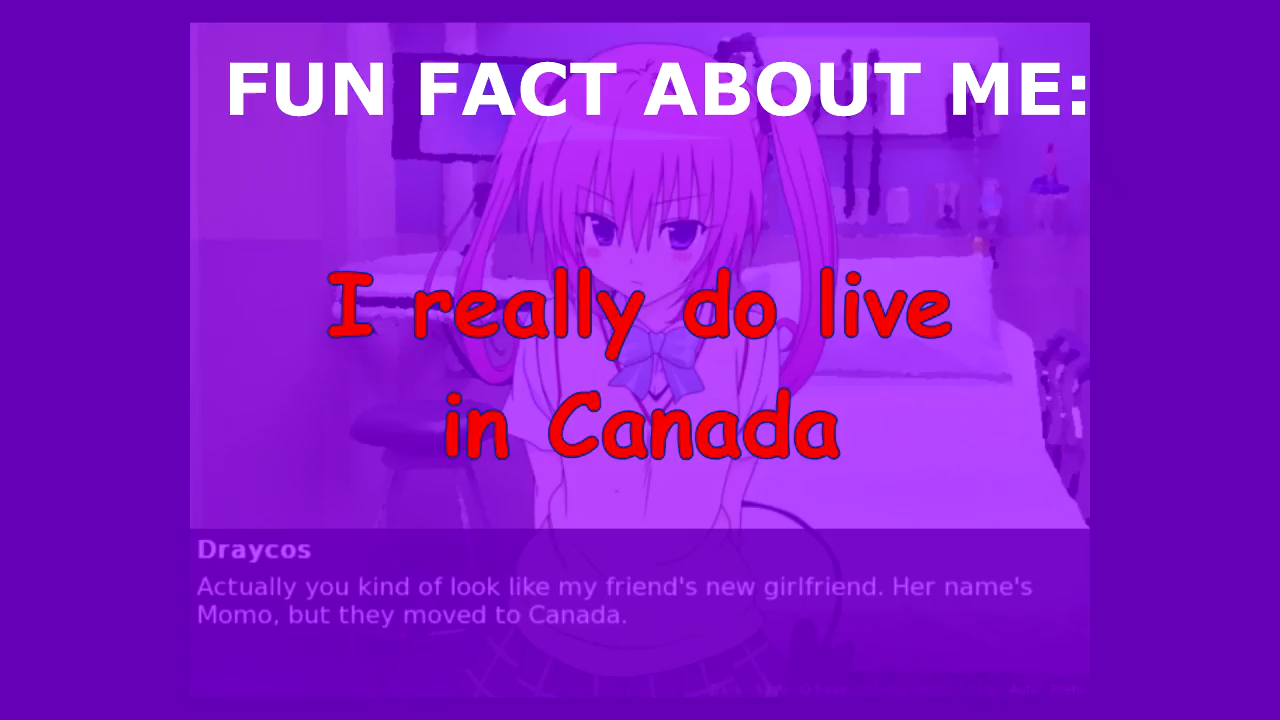 FUN FACT ABOUT ME:
I really do live
in Canada
Draycos
Actually you kind of look like my friend's new girlfriend. Her name's
Momo, but they moved to Canada.